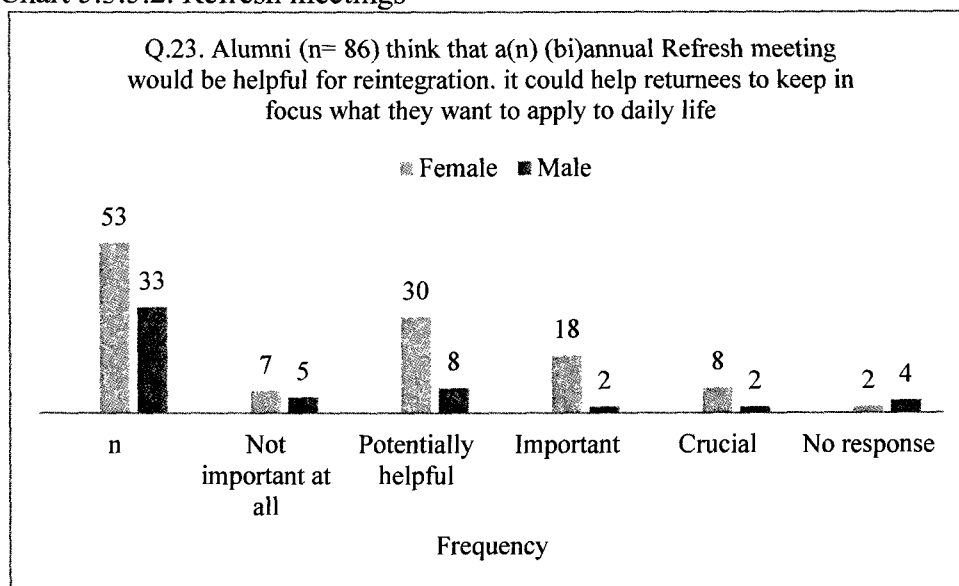 Chart 5.3.3.2. Refresh meetings
Q.23. Alumni (n= 86) think that a(n) (bi)annual Refresh meeting
would be helpful for reintegration. it could help returnees to keep in
focus what they want to apply to daily life
Female Male
53
33
7
5
30
8
18
2
8
2
2
4
n
Not
important at
all
Potentially
helpful
Important
Crucial
No response
Frequency